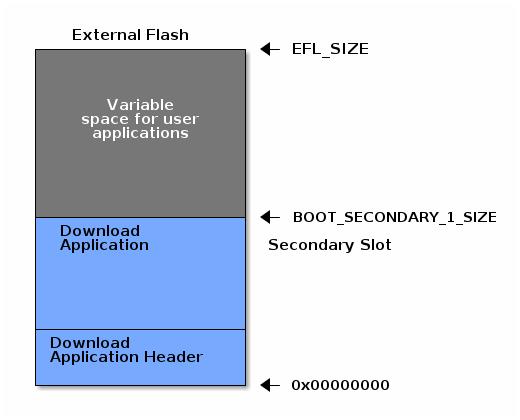 External Flash
EFL_SIZE
Variable
space for user
applications
BOOT_SECONDARY_1_SIZE
Download
Application
Secondary Slot
Download
Application Header
0x00000000